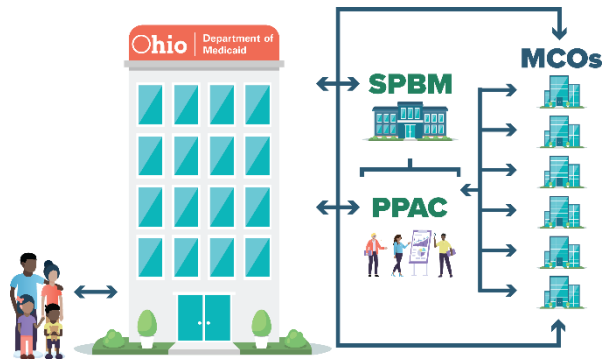 Ohio
Department of
Medicaid
MCOs
SPBM
PPAC